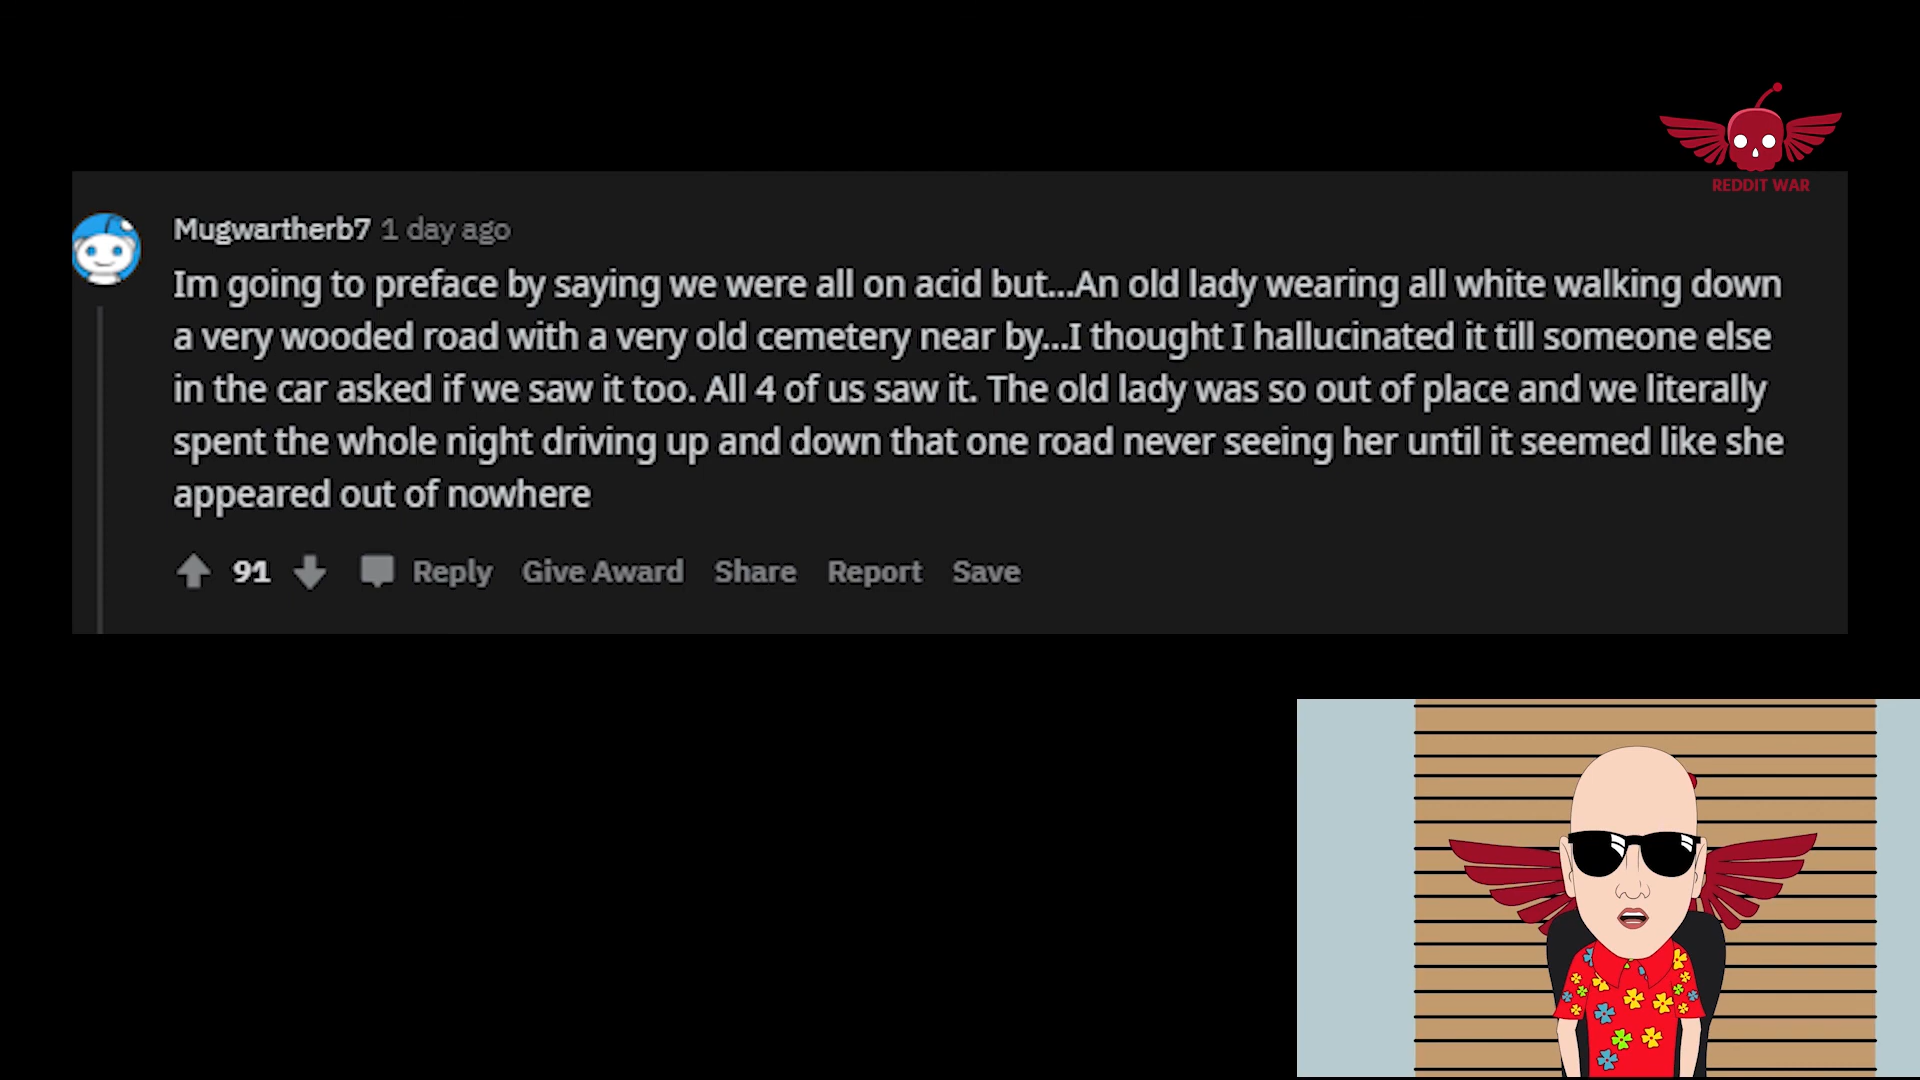 REDDIT WAR
Mugwartherb7 1 day ago
Im going to preface by saying we were all on acid but...An old lady wearing all white walking down
a very wooded road with a very old cemetery near by...I thought I hallucinated it till someone else
in the car asked if we saw it too. All 4 of us saw it. The old lady was so out of place and we literally
spent the whole night driving up and down that one road never seeing her until it seemed like she
appeared out of nowhere
91 Reply Give Award Share Report Save